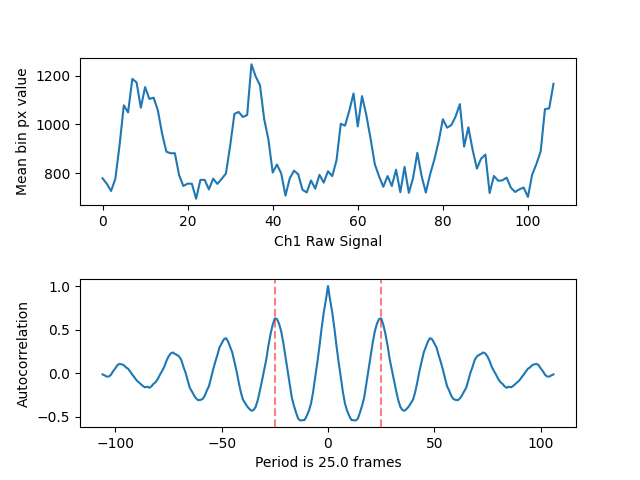 Mean bin px value
1200
1000
800
0 20 40 60 80 100
Ch1 Raw Signal
Autocorrelation
1.0
0.5
0.0
−0.5
−100 −50 0 50 100
Period is 25.0 frames